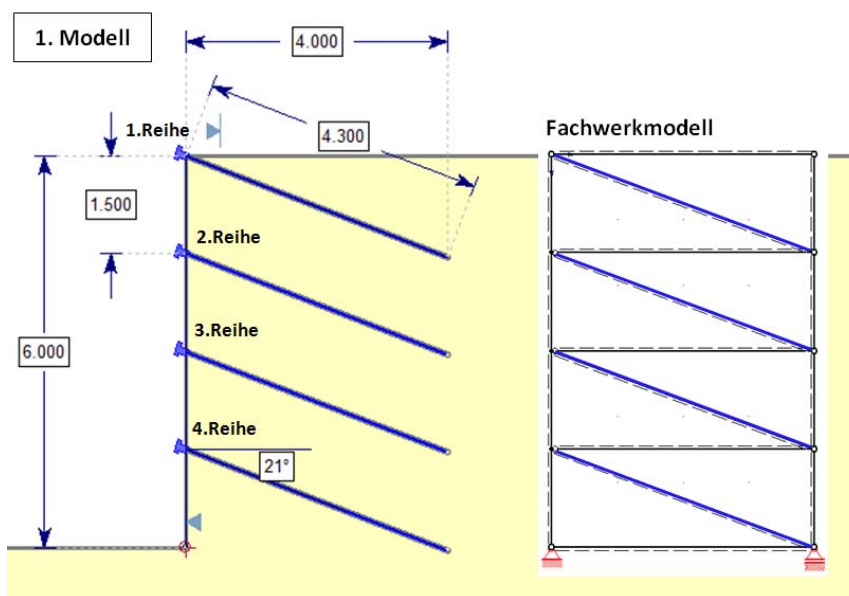 1. Modell
4.000
1.Reihe
4.300
Fachwerkmodell
1.500
2.Reihe
3.Reihe
6.000
4.Reihe
21°